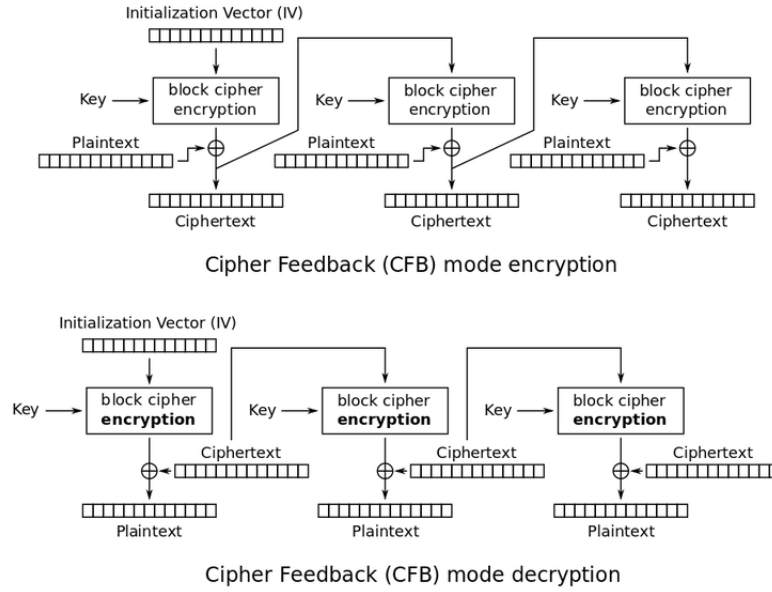 Initialization Vector (IV)
Key
block cipher
encryption
Key
block cipher
encryption
Key
block cipher
encryption
Plaintext
Plaintext
Plaintext
Ciphertext
Ciphertext
Ciphertext
Cipher Feedback (CFB) mode encryption
Initialization Vector (IV)
Key
block cipher
encryption
Key
block cipher
encryption
Key
block cipher
encryption
Ciphertext
Ciphertext
Ciphertext
Plaintext
Plaintext
Plaintext
Cipher Feedback (CFB) mode decryption